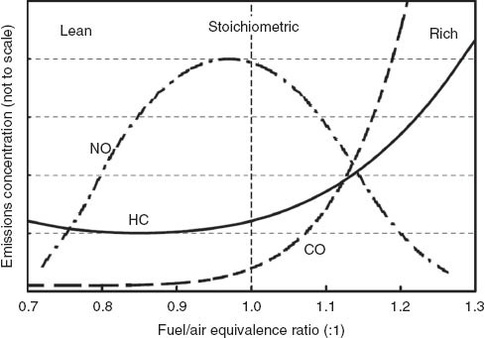 Emissions concentration (not to scale)
Lean
Stoichiometric
Rich
NO
HC
CO
0.7 0.8 0.9 1.0 1.1 1.2 1.3
Fuel/air equivalence ratio (:1)